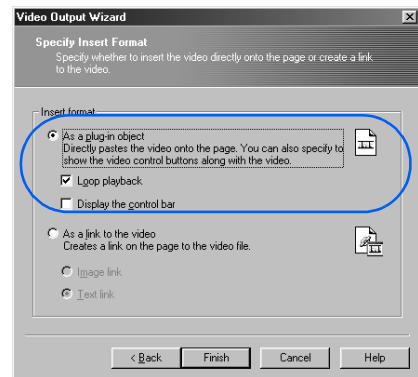 Video Output Wizard
Specify Insert Format
Specify whether to insert the video directly onto the page or create a link
to the video.
Insert format
As a plug-in object
Directly pastes the video onto the page. You can also specify to
show the video control buttons along with the video.
Loop playback
Display the control bar
As a link to the video
Creates a link on the page to the video file.
Image link
Text link
< Back
Finish
Cancel
Help